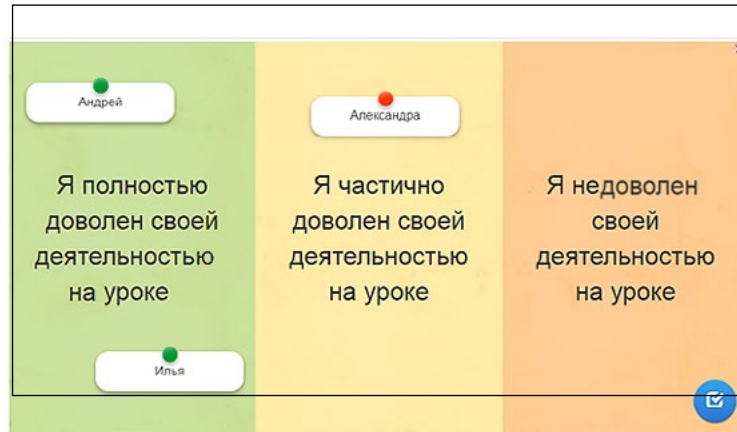 Андрей
Я полностью
доволен своей
деятельностью
на уроке
Илья
Александра
Я частично
доволен своей
деятельностью
на уроке
Я недоволен
своей
деятельностью
на уроке